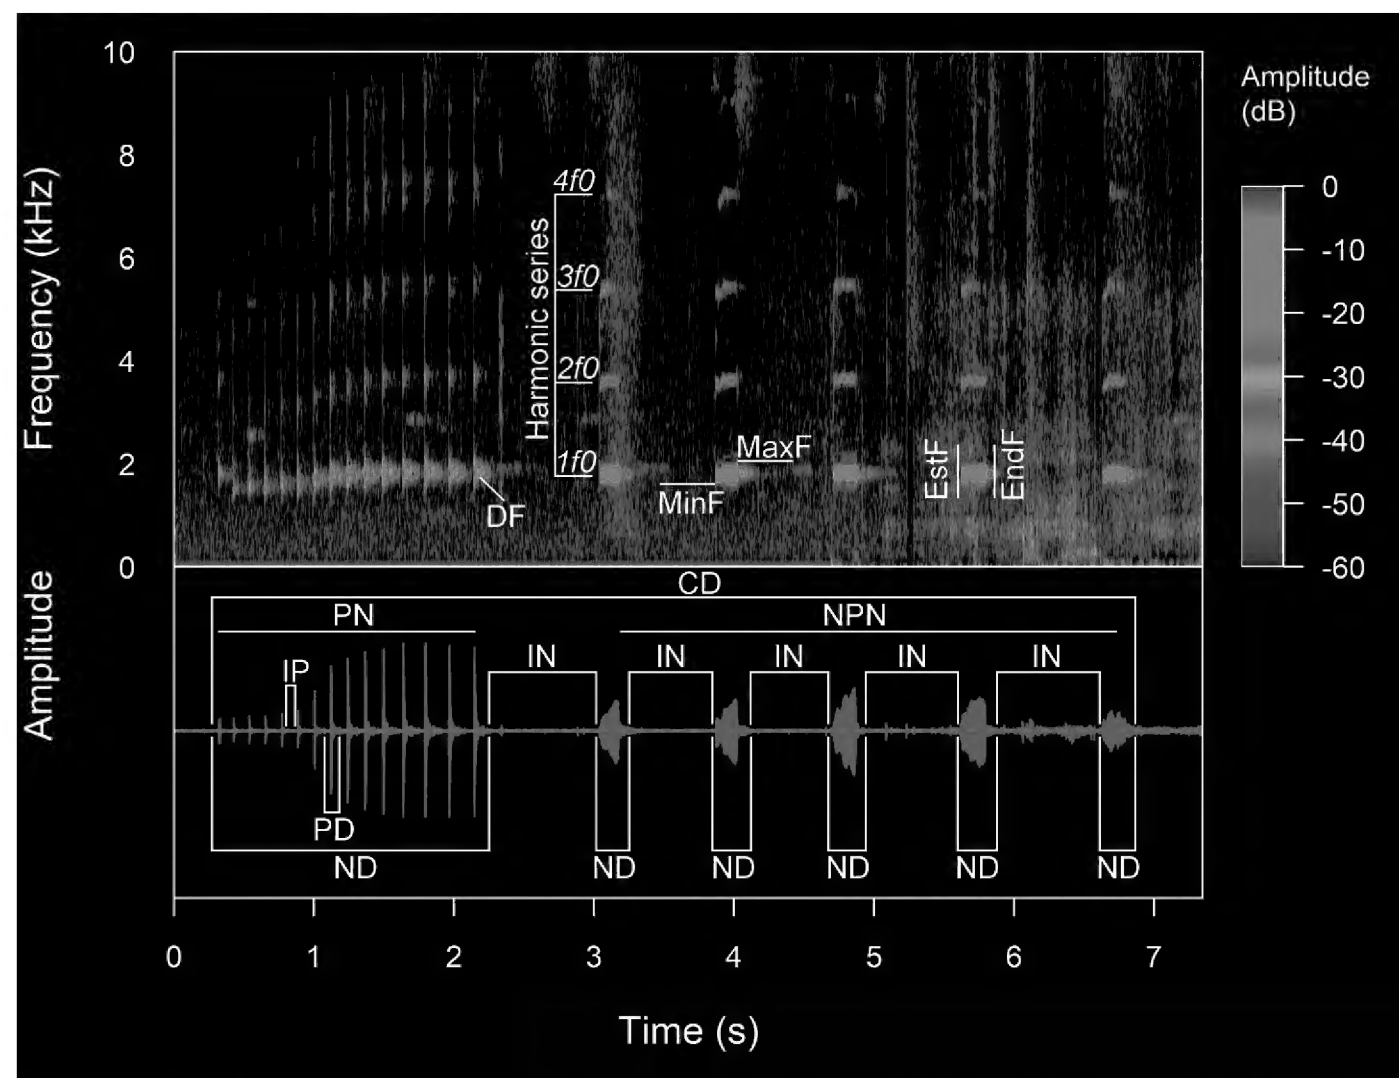 Amplitude
(dB)
0
-10
-20
-30
-40
-50
-60
Frequency (kHz)
10
8
6
4
2
0
Harmonic series
4f0
3f0
2f0
1f0
DF
MinF
MaxF
EstF
EndF
Amplitude
CD
PN
NPN
IP
IN
IN
IN
IN
IN
PD
ND
ND
ND
ND
ND
ND
0 1 2 3 4 5 6 7
Time (s)